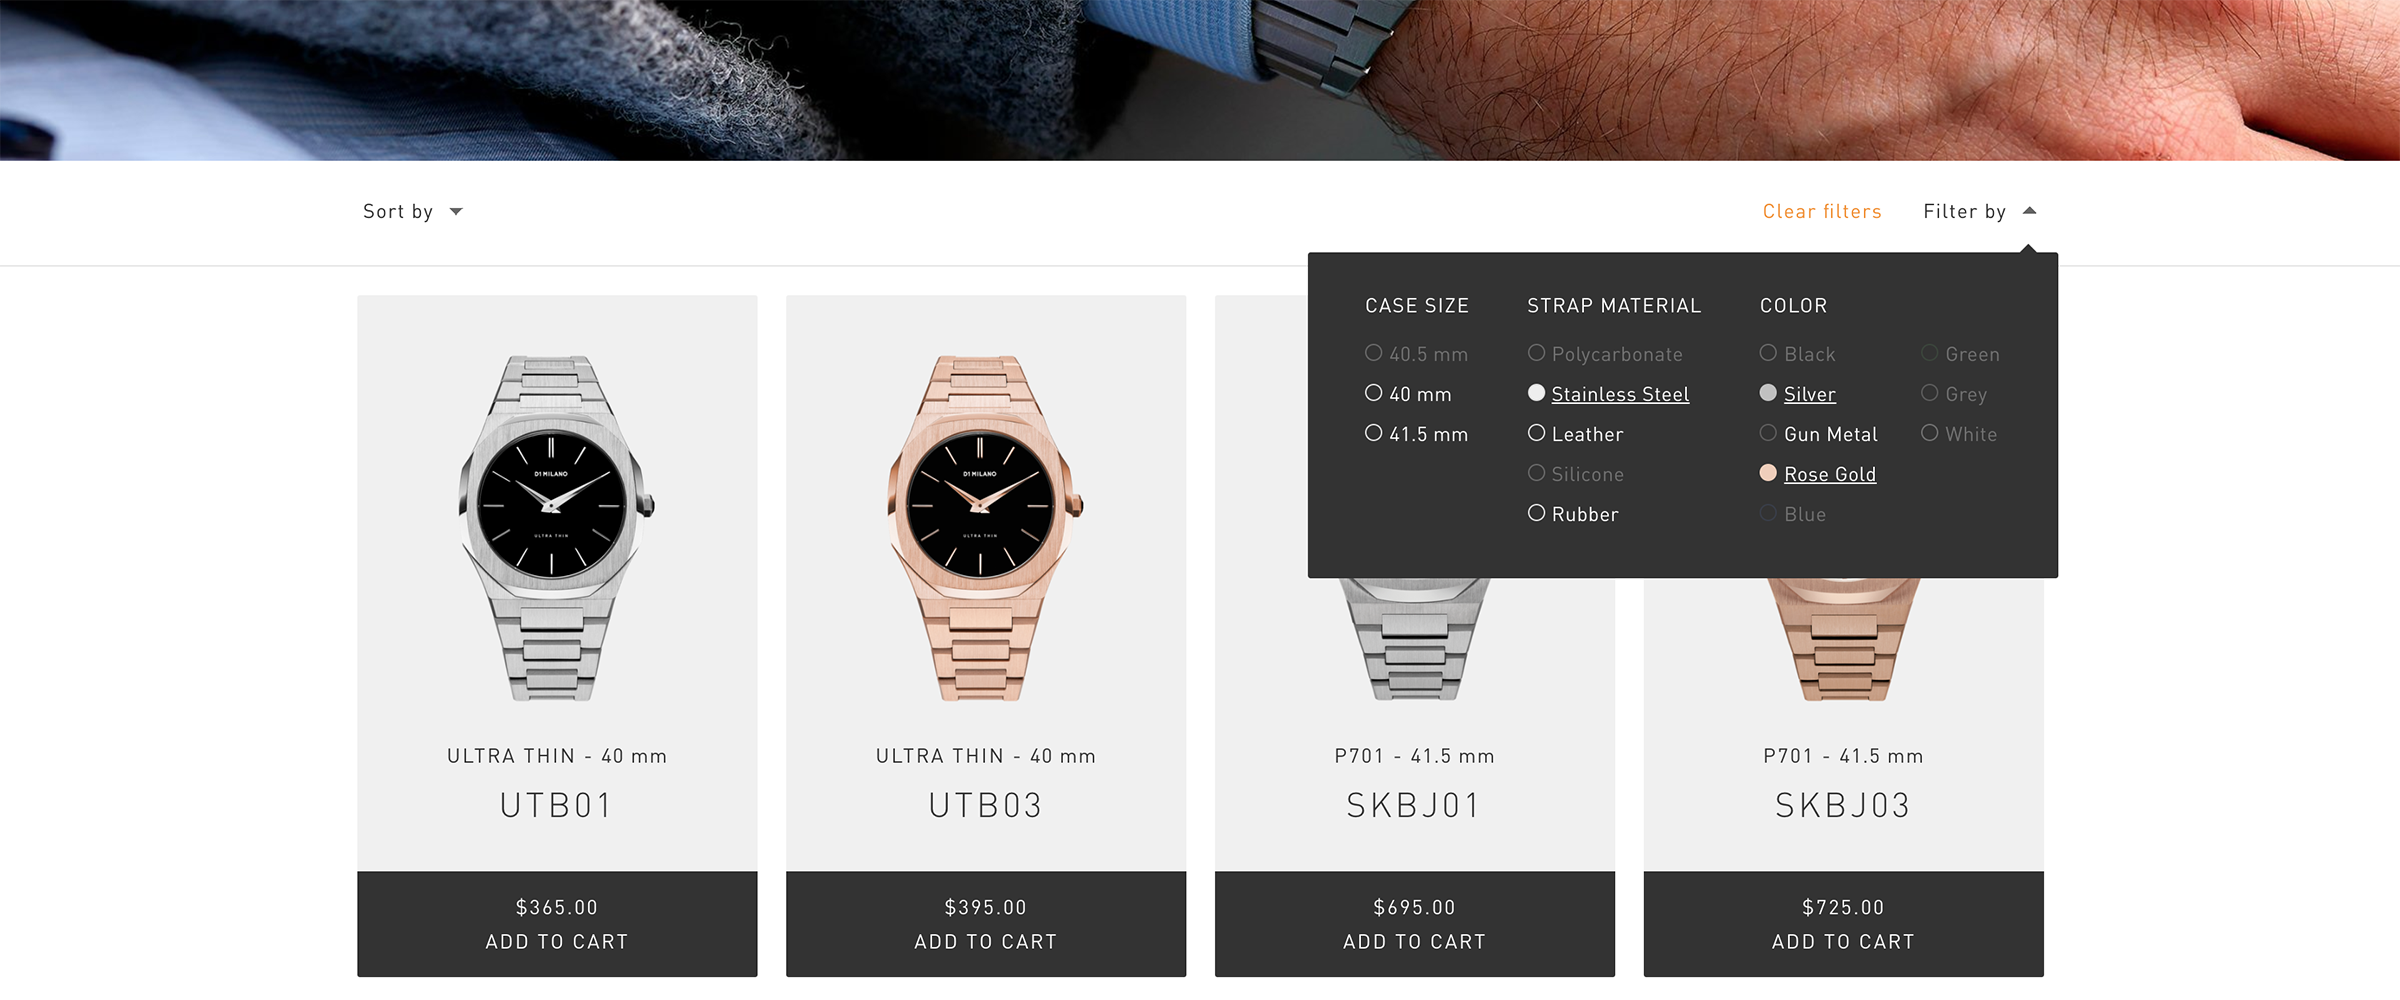 Sort by
Clear filters
Filter by
CASE SIZE
40.5 mm
40 mm
41.5 mm
STRAP MATERIAL
Polycarbonate
Stainless Steel
Leather
Silicone
Rubber
COLOR
Black
Silver
Gun Metal
Rose Gold
Blue
Green
Grey
White
D1 MILANO
ULTRA THIN
ULTRA THIN - 40 mm
UTB01
$365.00
ADD TO CART
D1 MILANO
ULTRA THIN
ULTRA THIN - 40 mm
UTB03
$395.00
ADD TO CART
P701 - 41.5 mm
SKBJ01
$695.00
ADD TO CART
P701 - 41.5 mm
SKBJ03
$725.00
ADD TO CART